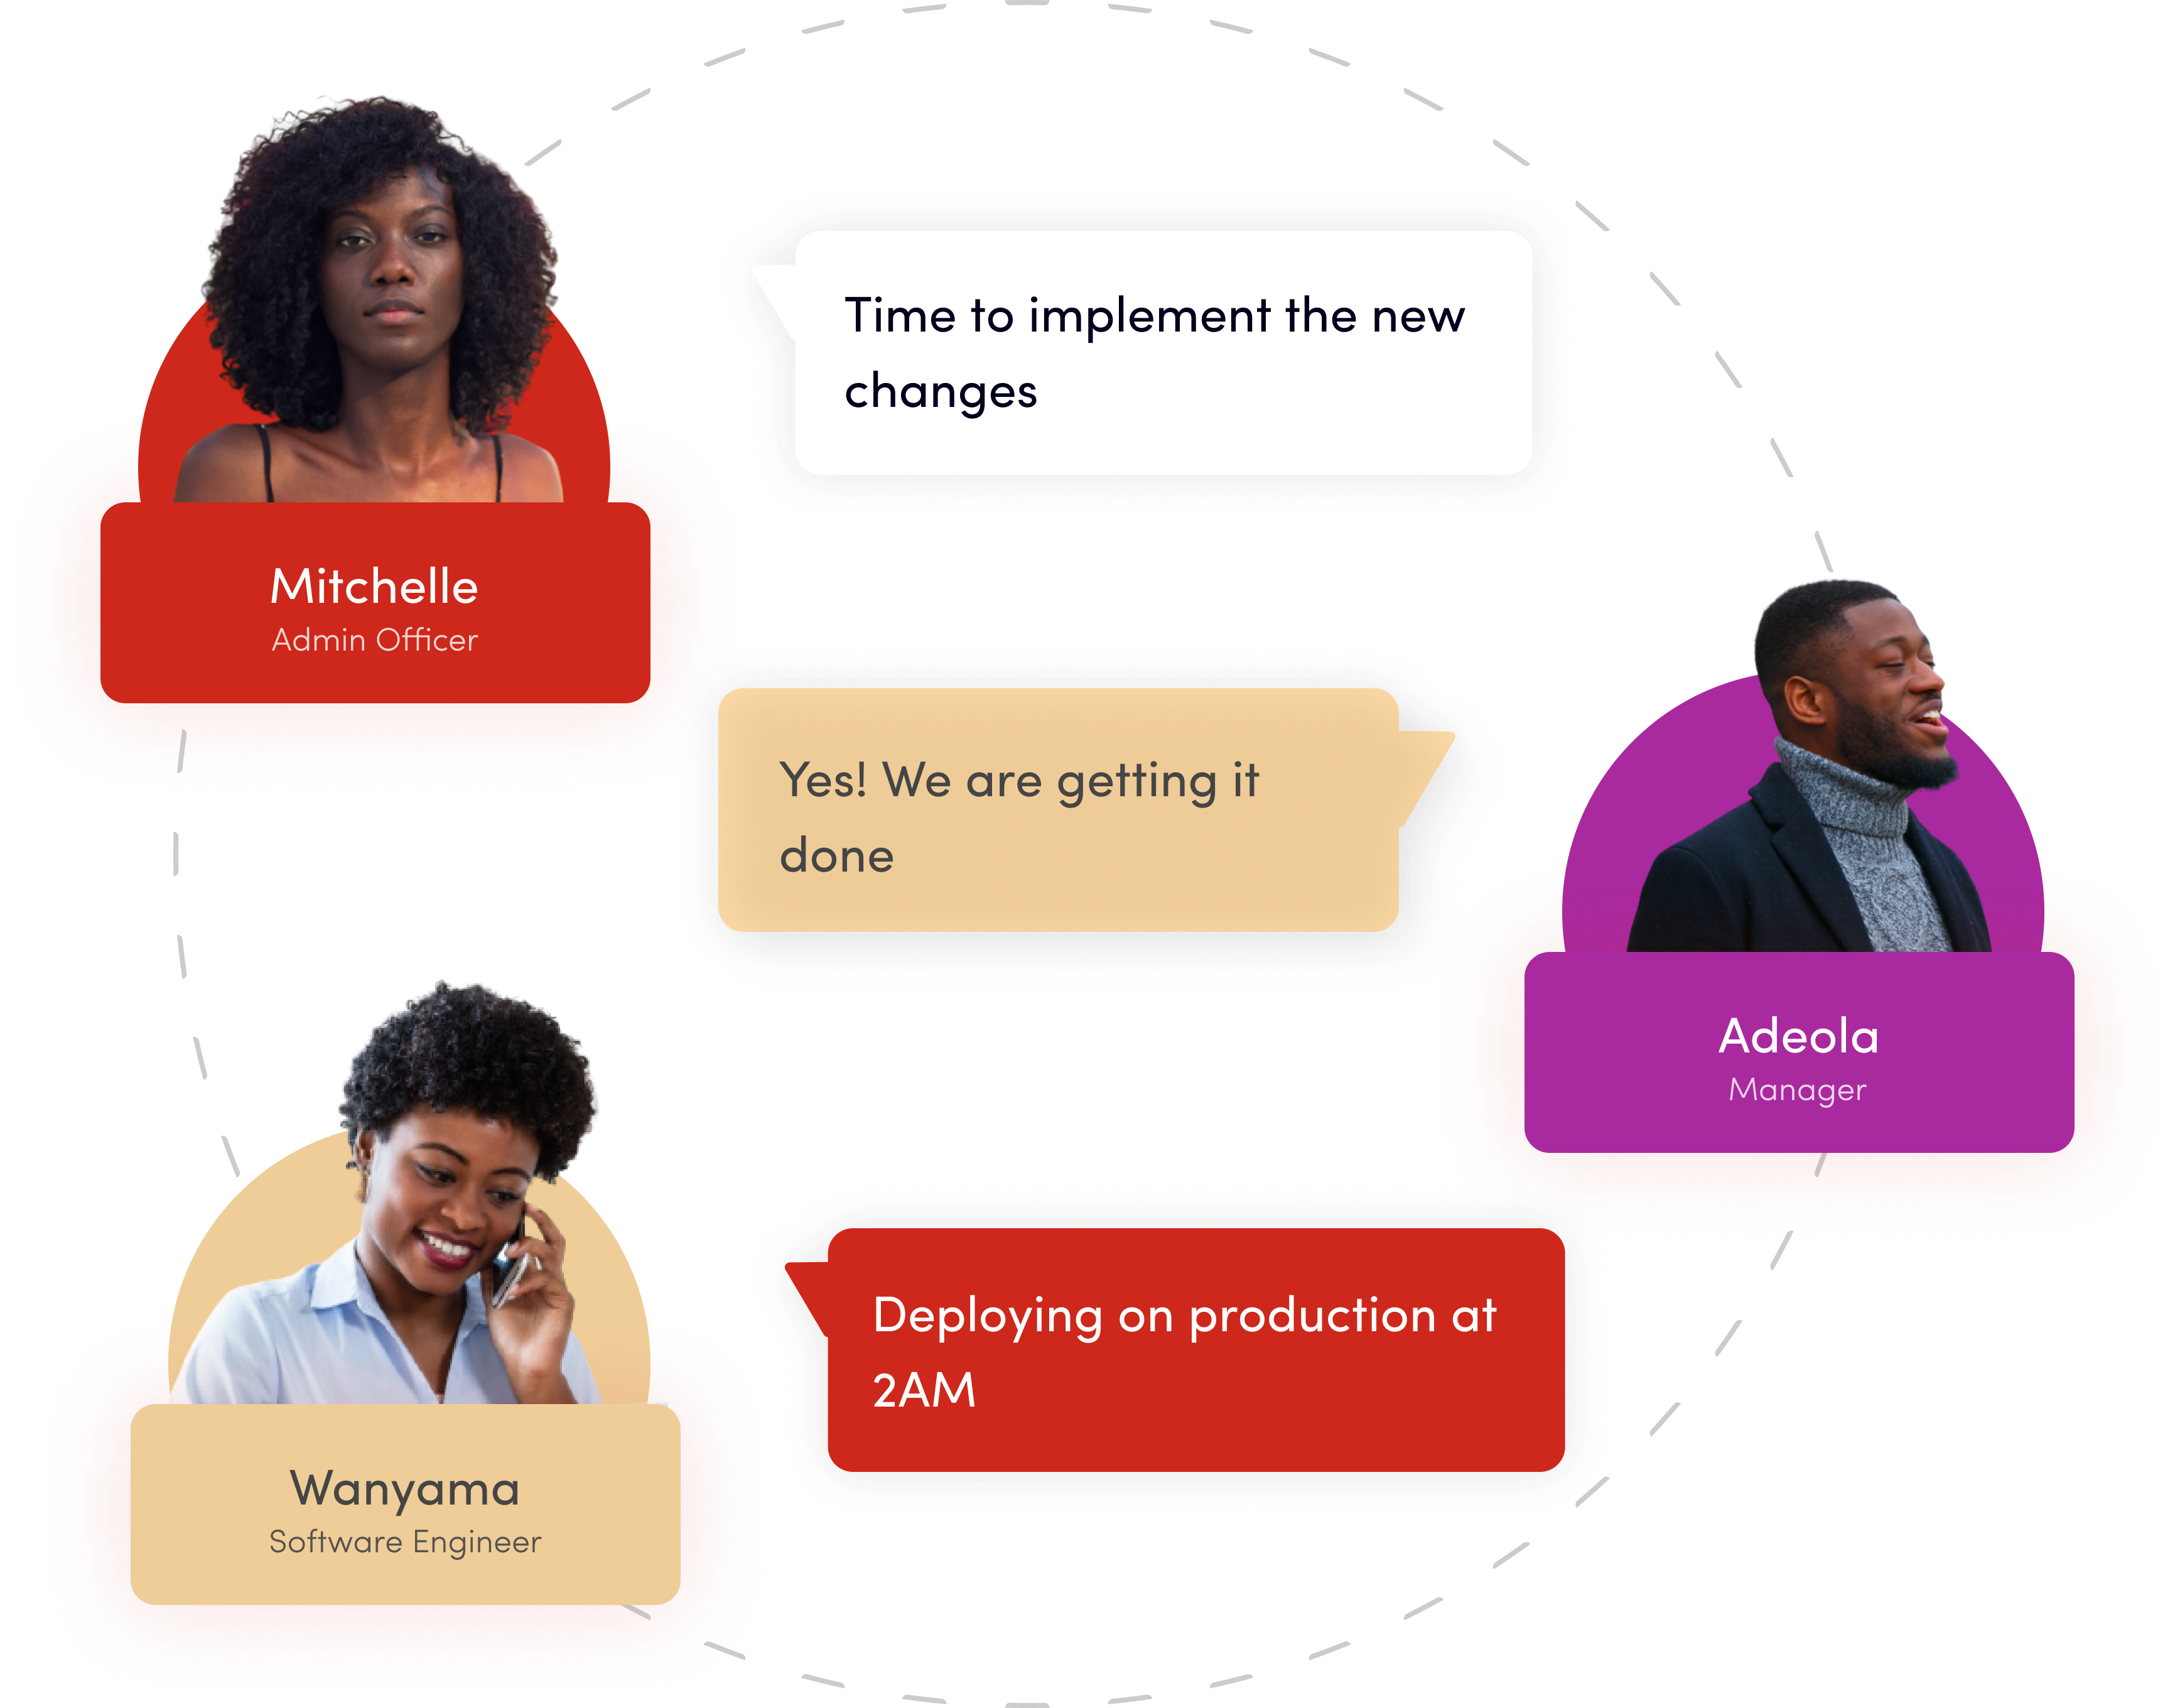 Time to implement the new
changes
Mitchelle
Admin Officer
Yes! We are getting it
done
Adeola
Manager
Deploying on production at
2AM
Wanyama
Software Engineer